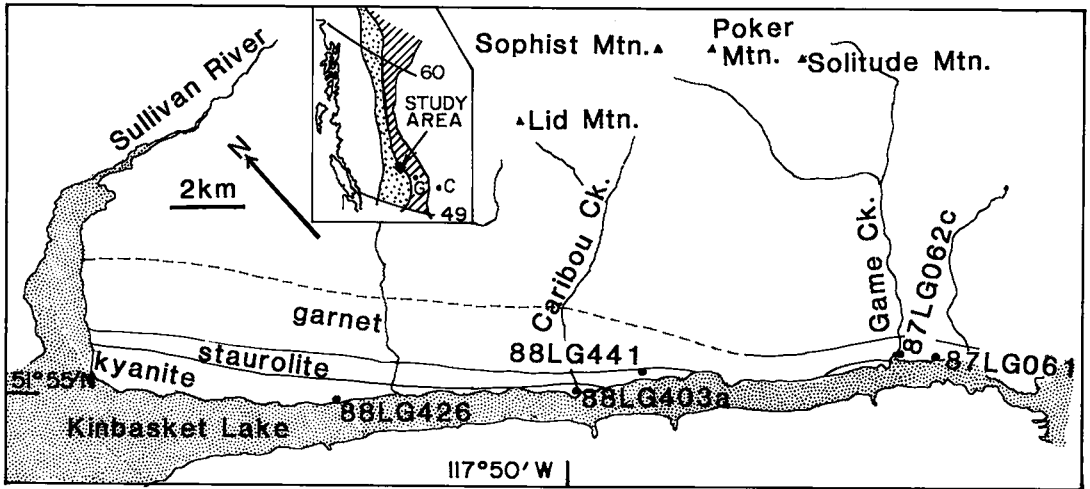 Sullivan River
N
2km
60
STUDY
AREA
G
C
49
Sophist Mtn.
Poker
Mtn.
Solitude Mtn.
Lid Mtn.
Caribou Ck.
Game Ck.
87LG062c
garnet
staurolite
kyanite
88LG441
87LG061
51°55'N
88LG426
88LG403a
Kinbasket Lake
117°50' W